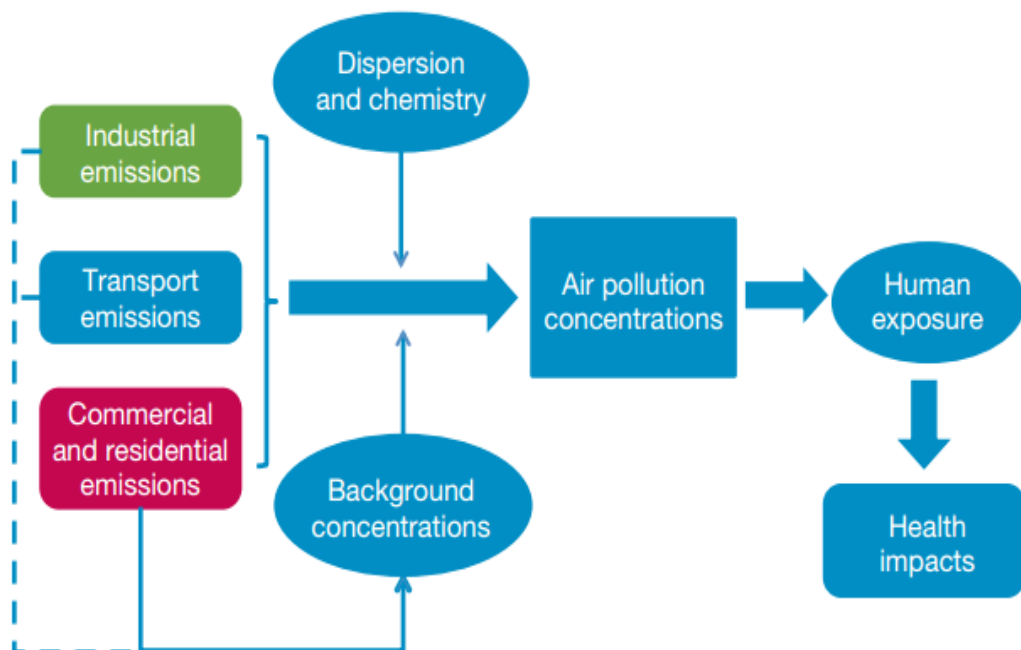 Dispersion
and chemistry
Industrial
emissions
Transport
emissions
Commercial
and residential
emissions
Background
concentrations
Air pollution
concentrations
Human
exposure
Health
impacts